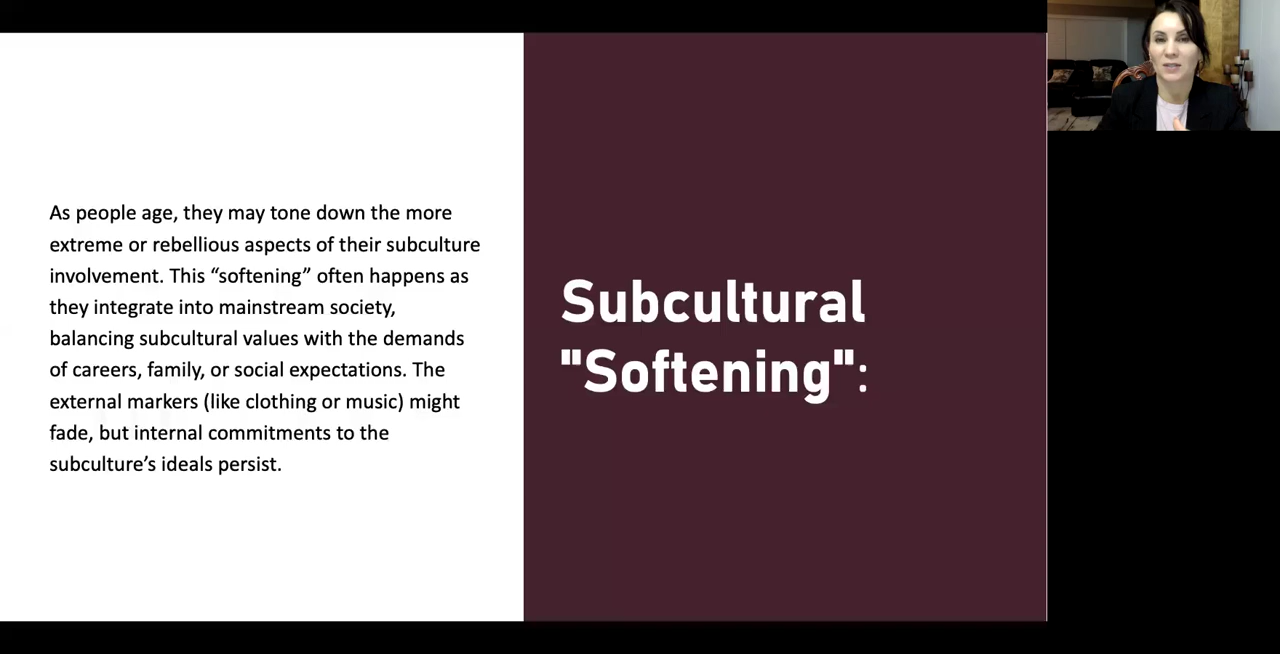 As people age, they may tone down the more
extreme or rebellious aspects of their subculture
involvement. This “softening” often happens as
they integrate into mainstream society,
balancing subcultural values with the demands
of careers, family, or social expectations. The
external markers (like clothing or music) might
fade, but internal commitments to the
subculture’s ideals persist.
Subcultural
"Softening":